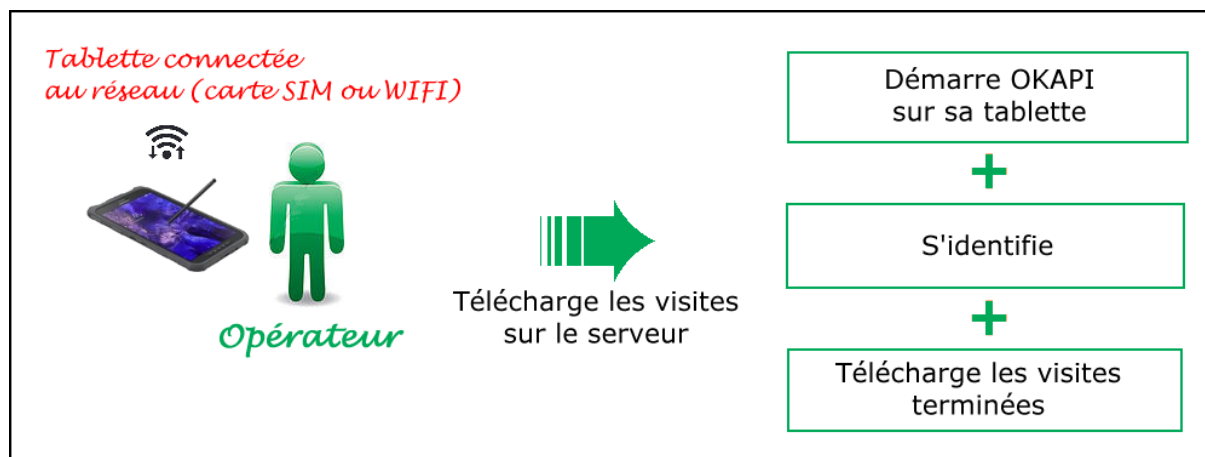 Tablette connectée
au réseau (carte SIM ou WIFI)
Opérateur
Télécharge les visites
sur le serveur
Démarre OKAPI
sur sa tablette
+
S'identifie
+
Télécharge les visites
terminées